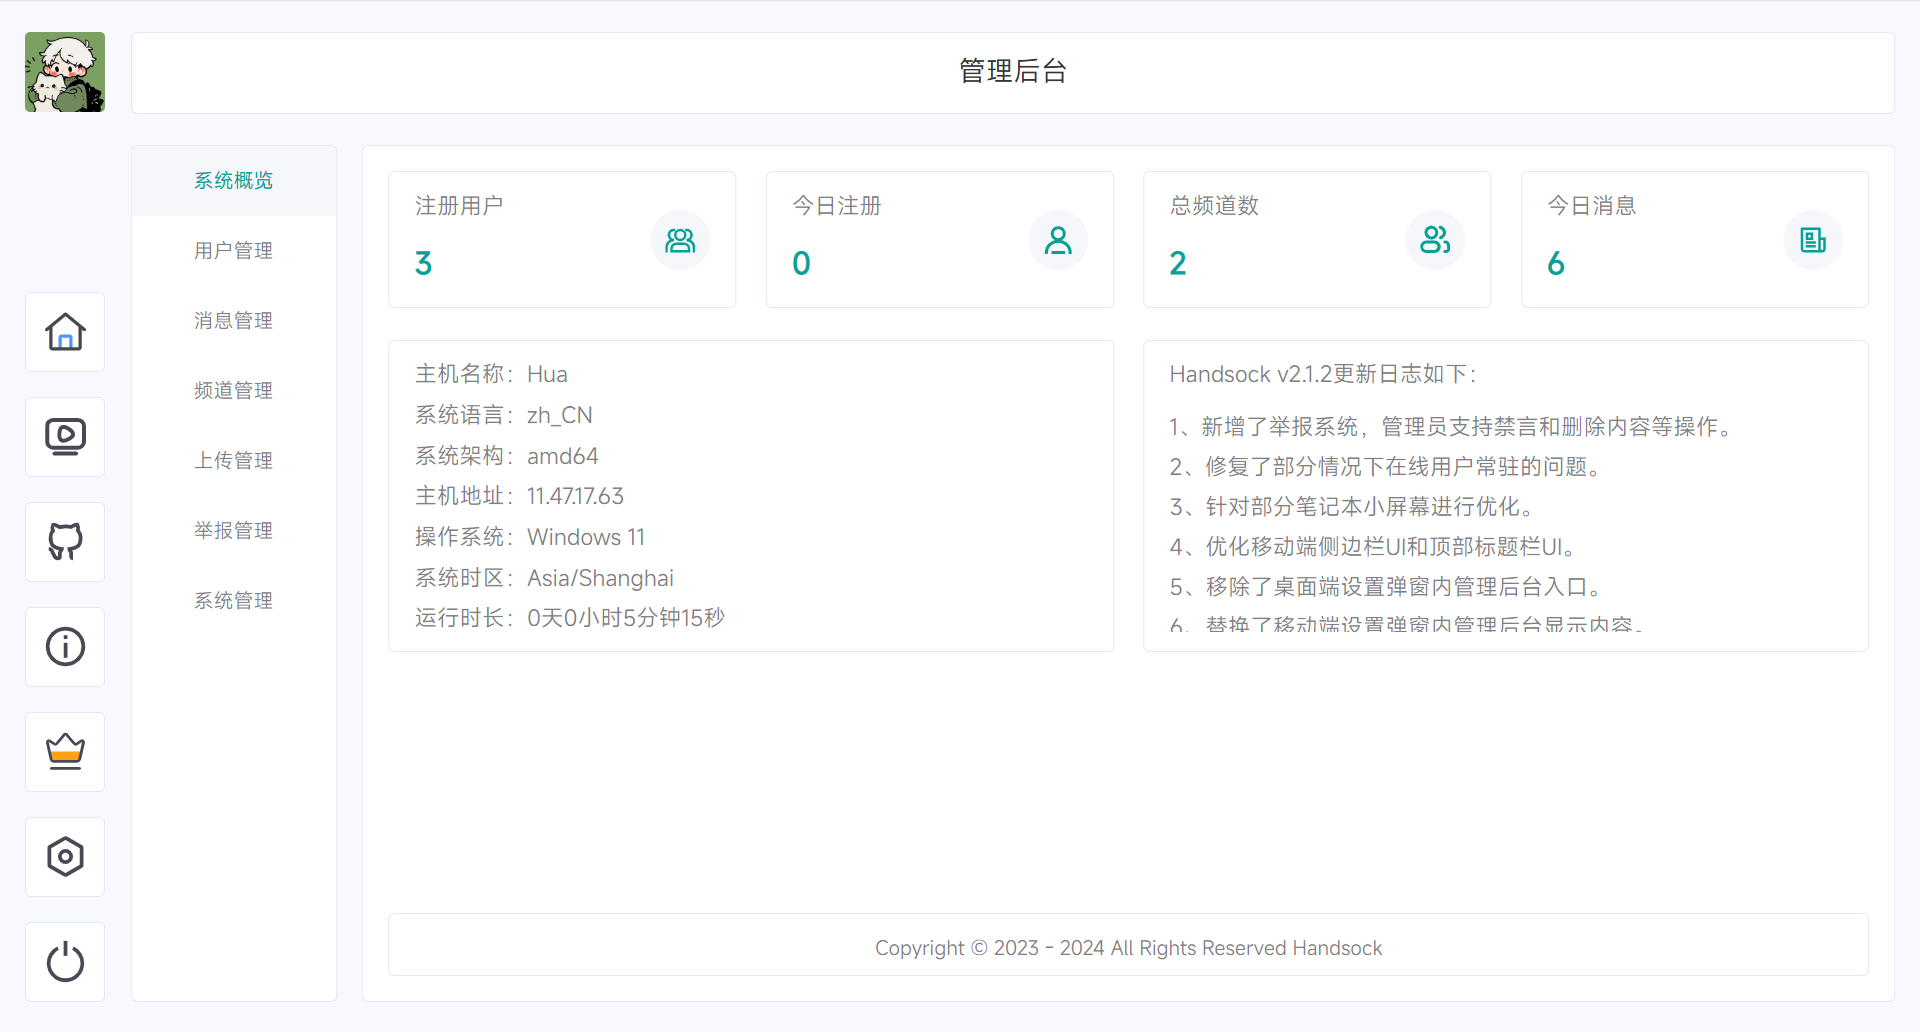 管理后台
系统概览
用户管理
消息管理
频道管理
上传管理
举报管理
系统管理
注册用户
3
今日注册
0
总频道数
2
今日消息
6
主机名称：Hua
系统语言：zh_CN
系统架构：amd64
主机地址：11.47.17.63
操作系统：Windows 11
系统时区：Asia/Shanghai
运行时长：0天0小时5分钟15秒
Handsock v2.1.2更新日志如下：
1、新增了举报系统，管理员支持禁言和删除内容等操作。
2、修复了部分情况下在线用户常驻的问题。
3、针对部分笔记本小屏幕进行优化。
4、优化移动端侧边栏UI和顶部标题栏UI。
5、移除了桌面端设置弹窗内管理后台入口。
6、替换了移动端设置弹窗内管理后台显示内容。
Copyright © 2023 - 2024 All Rights Reserved Handsock